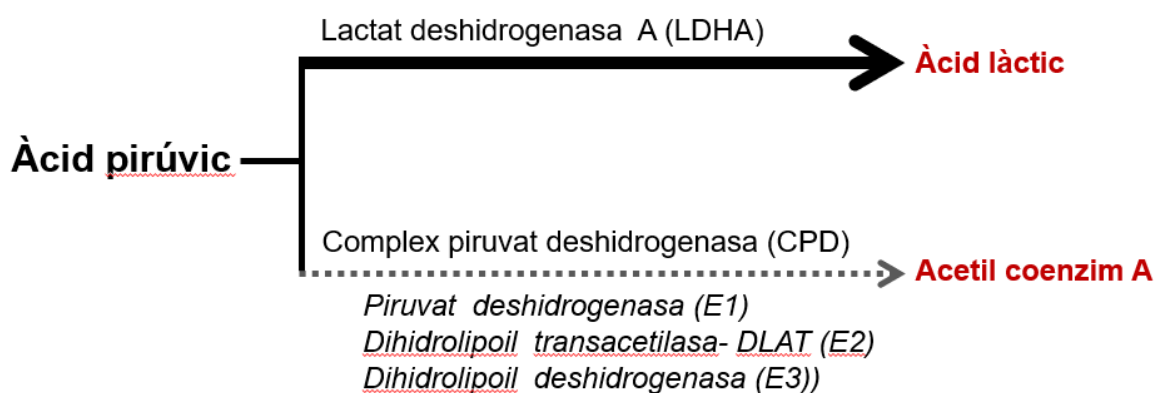 Lactat deshidrogenasa A (LDHA)
Àcid làctic
Àcid pirúvic
Complex piruvat deshidrogenasa (CPD)
Acetil coenzim A
Piruvat deshidrogenasa (E1)
Dihidrolipoil transacetilasa- DLAT (E2)
Dihidrolipoil deshidrogenasa (E3))